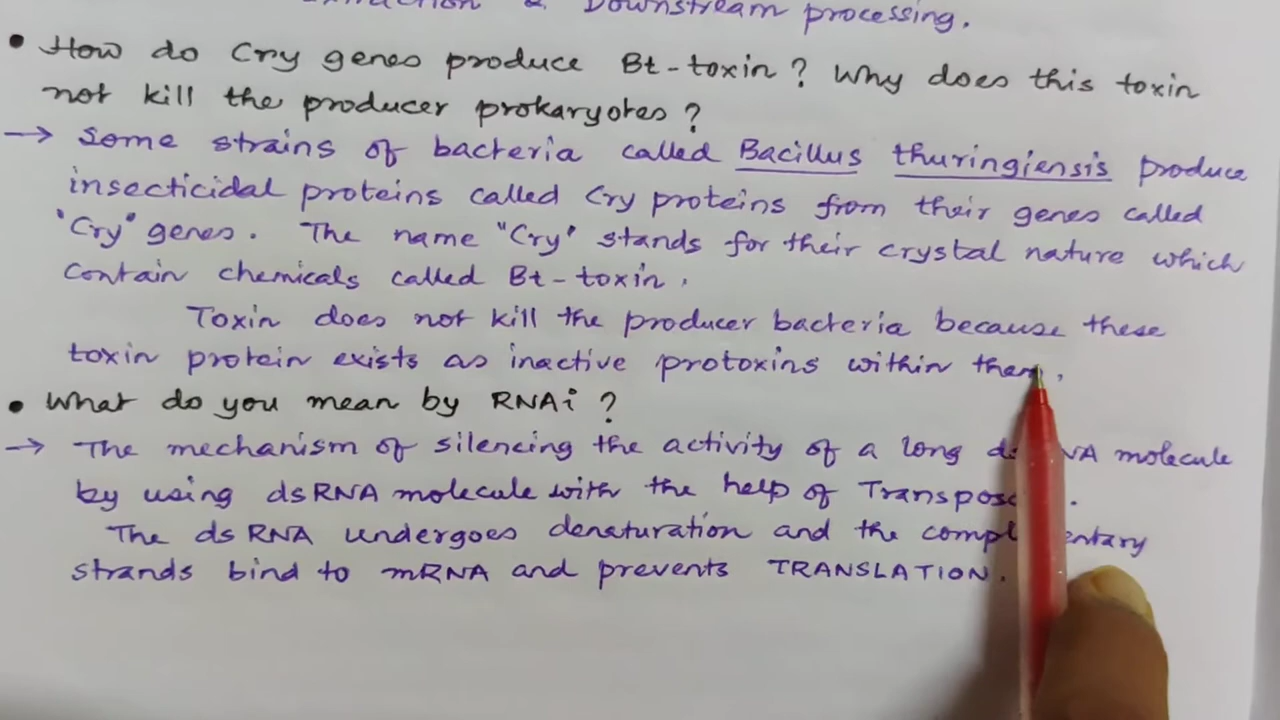 Downstream processing.
• How do Cry genes produce Bt-toxin? Why does this toxin
not kill the producer prokaryotes?
→ Some strains of bacteria called Bacillus thuringiensis produce
insecticidal proteins called Cry proteins from their genes called
"Cry" genes. The name "Cry" stands for their crystal nature which
contain chemicals called Bt-toxin.
Toxin does not kill the producer bacteria because these
toxin protein exists as inactive protoxins within them.
• What do you mean by RNAi?
→ The mechanism of silencing the activity of a long molecule
by using dsRNA molecule with the help of
The dsRNA undergoes denaturation and the
strands bind to mRNA and prevents TRANSLATION.